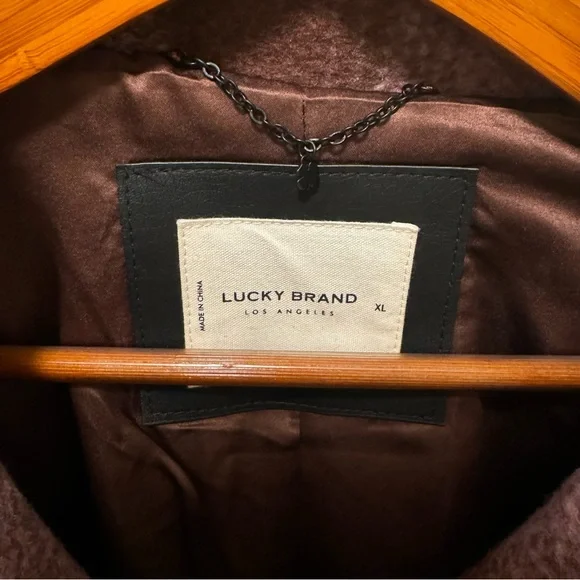 LUCKY BRAND
LOS ANGELES
XL
MADE IN CHINA